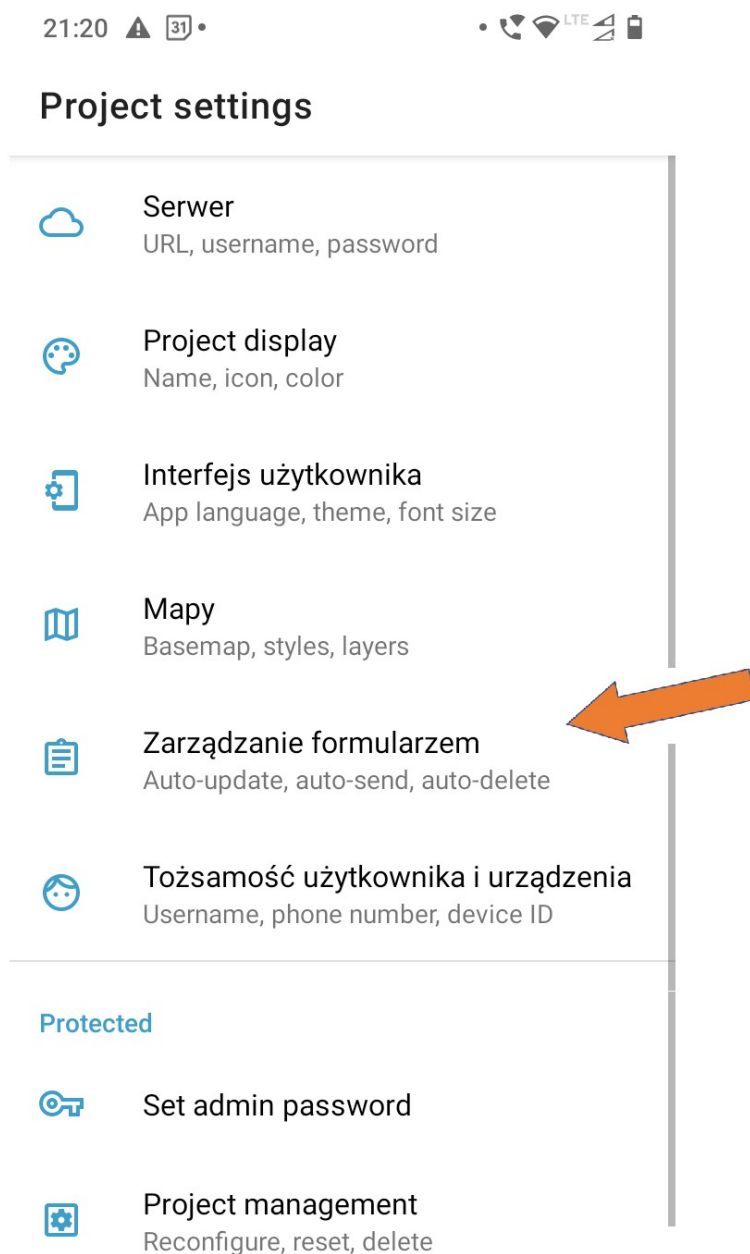 21:20
31
LTE
Project settings
Serwer
URL, username, password
Project display
Name, icon, color
Interfejs użytkownika
App language, theme, font size
Mapy
Basemap, styles, layers
Zarządzanie formularzem
Auto-update, auto-send, auto-delete
Tożsamość użytkownika i urządzenia
Username, phone number, device ID
Protected
Set admin password
Project management
Reconfigure, reset, delete